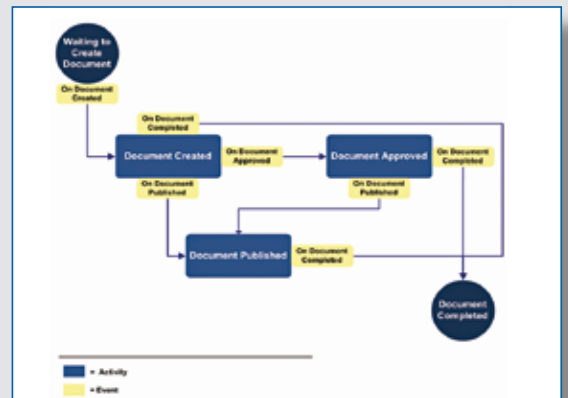 Waiting to
Create
Document
On Document
Created
On Document
Completed
Document Created
On Document
Approved
Document Approved
On Document
Completed
On Document
Published
On Document
Published
Document Published
On Document
Completed
Document
Completed
= Activity
= Event